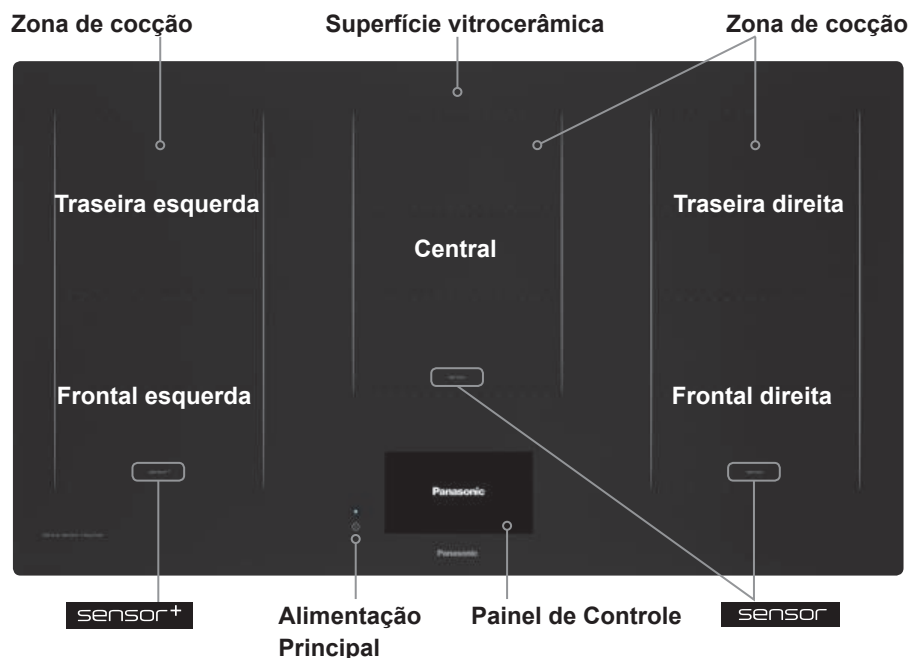 Zona de cocção
Superfície vitrocerâmica
Zona de cocção
Traseira esquerda
Traseira direita
Central
Frontal esquerda
Frontal direita
Panasonic
Panasonic
sensor+
Alimentação
Principal
Painel de Controle
sensor